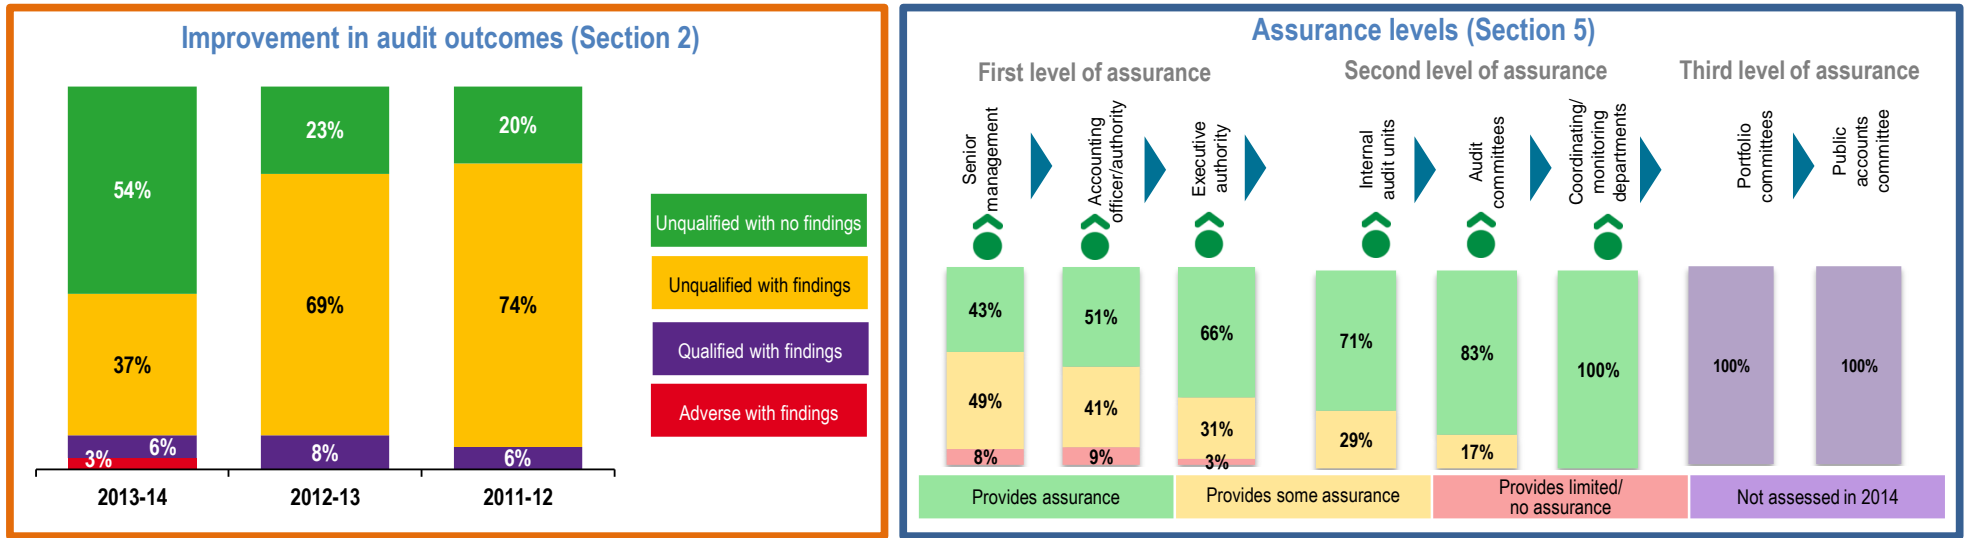 Improvement in audit outcomes (Section 2)
54%
37%
6%
3%
23%
69%
8%
20%
74%
6%
2013-14
2012-13
2011-12
Unqualified with no findings
Unqualified with findings
Qualified with findings
Adverse with findings
Assurance levels (Section 5)
First level of assurance
Second level of assurance
Third level of assurance
Senior
management
Accounting
officer/authority
Executive
authority
Internal
audit units
Audit
committees
Coordinating/
monitoring
departments
Portfolio
committees
Public
accounts
committee
43%
49%
8%
51%
41%
9%
66%
31%
3%
71%
29%
83%
17%
100%
100%
100%
Provides assurance
Provides some assurance
Provides limited/
no assurance
Not assessed in 2014